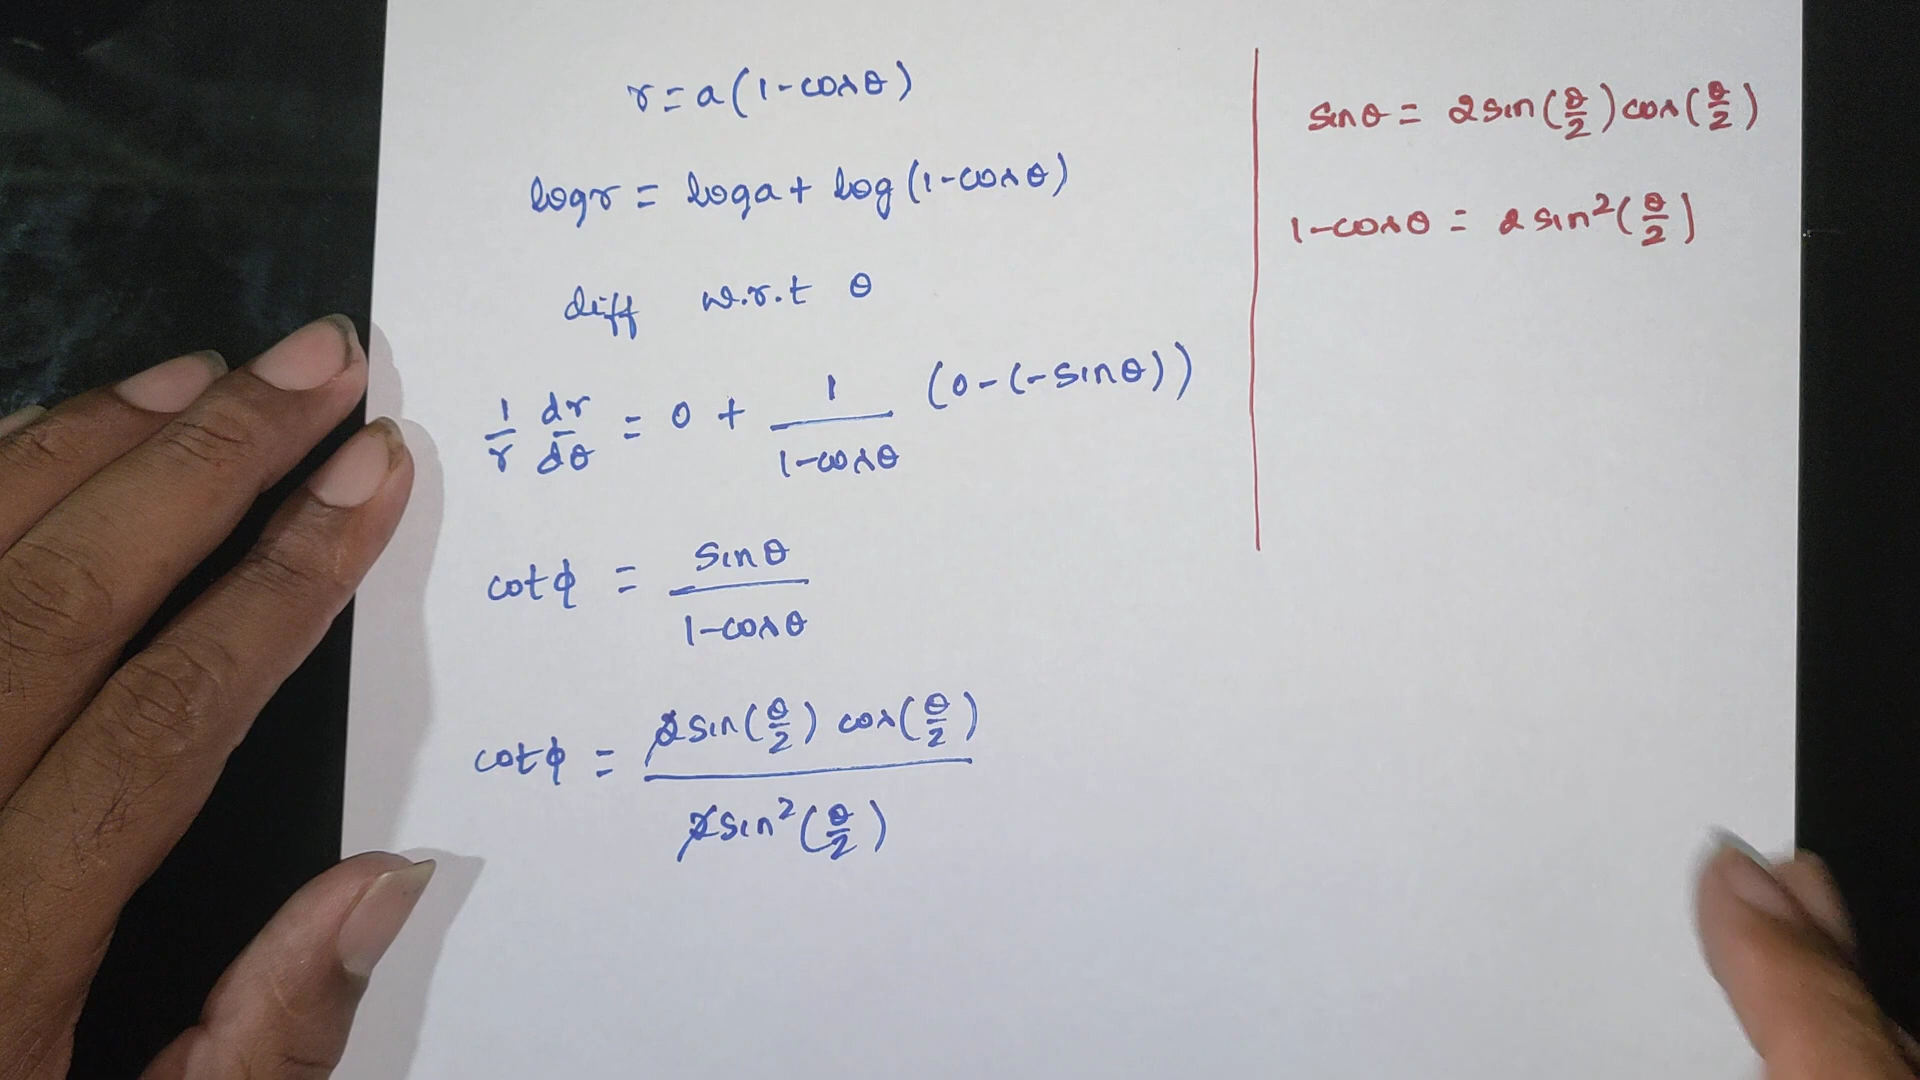 r = a(1-cosθ)
logr = loga + log(1-cosθ)
diff w.r.t θ
1/r dr/dθ = 0 + 1/(1-cosθ) (0-(-sinθ))
cotϕ = sinθ/(1-cosθ)
cotϕ = 2sin(θ/2) cos(θ/2) / 2sin²(θ/2)
sinθ = 2sin(θ/2)cos(θ/2)
1-cosθ = 2sin²(θ/2)